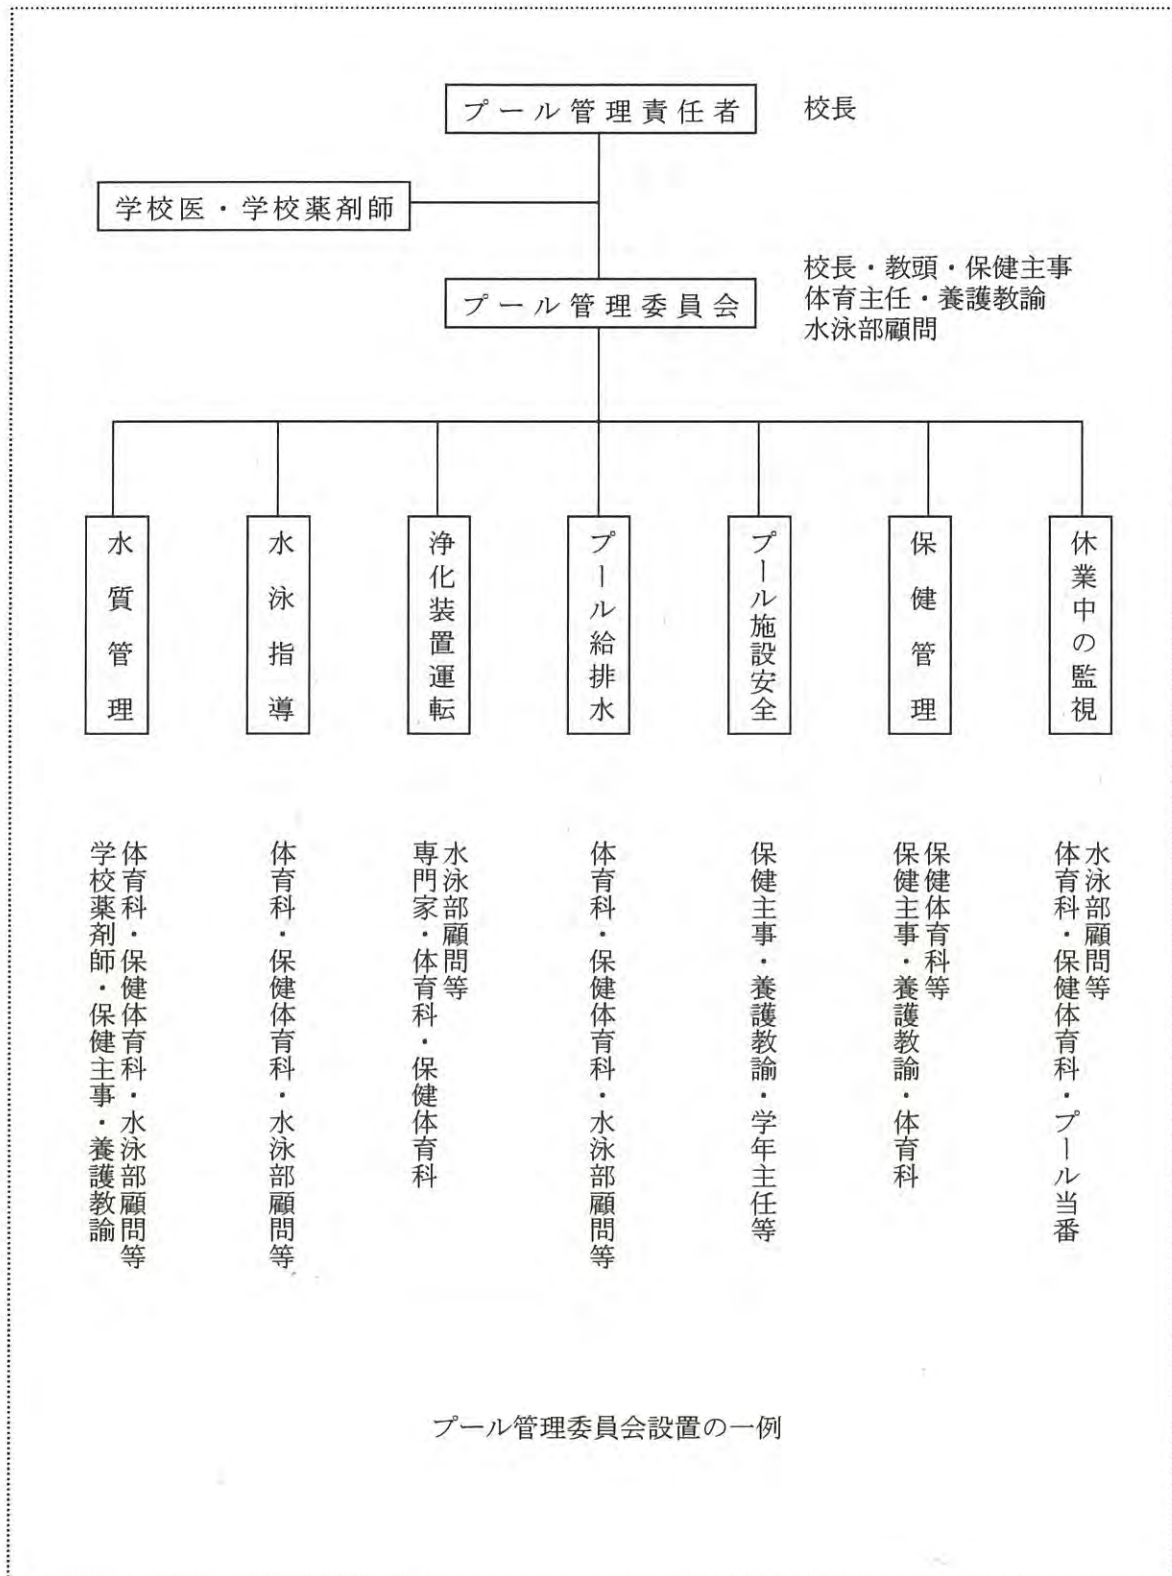 プール管理責任者
校長
学校医・学校薬剤師
プール管理委員会
校長・教頭・保健主事
体育主任・養護教諭
水泳部顧問
水質管理
水泳指導
浄化装置運転
プール給排水
プール施設安全
保健管理
休業中の監視
学校薬剤師・保健主事・養護教諭
体育科・保健体育科・水泳部顧問等
体育科・保健体育科・水泳部顧問等
専門家・体育科・保健体育科
水泳部顧問等
体育科・保健体育科・水泳部顧問等
保健主事・養護教諭・学年主任等
保健主事・養護教諭・体育科
保健体育科等
体育科・保健体育科・プール当番
水泳部顧問等
プール管理委員会設置の一例